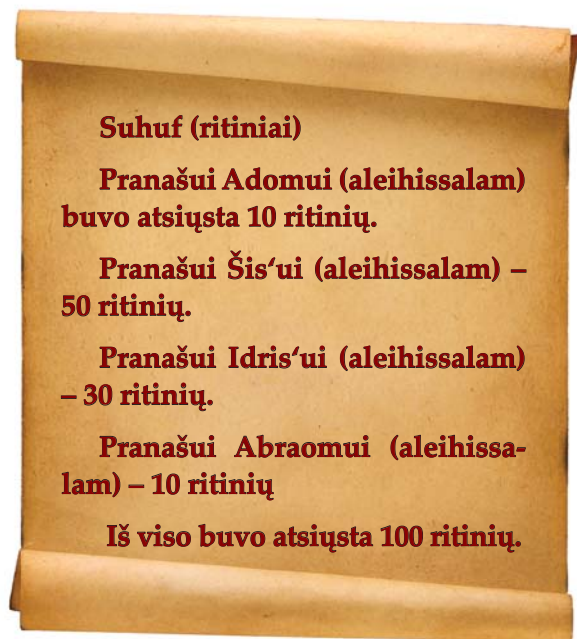 Suhuf (ritiniai)
Pranašui Adomui (aleihissalam)
buvo atsiųsta 10 ritinių.
Pranašui Šis‘ui (aleihissalam) –
50 ritinių.
Pranašui Idris‘ui (aleihissalam)
– 30 ritinių.
Pranašui Abraomui (aleihissa-
lam) – 10 ritinių
Iš viso buvo atsiųsta 100 ritinių.